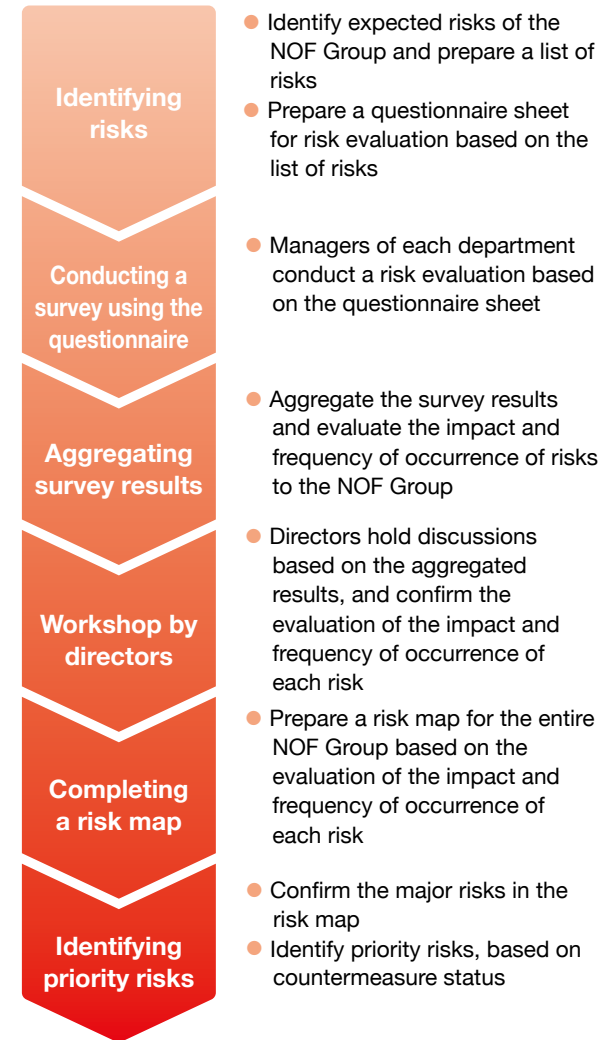 Identifying
risks
● Identify expected risks of the
NOF Group and prepare a list of
risks
● Prepare a questionnaire sheet
for risk evaluation based on the
list of risks
Conducting a
survey using the
questionnaire
● Managers of each department
conduct a risk evaluation based
on the questionnaire sheet
Aggregating
survey results
● Aggregate the survey results
and evaluate the impact and
frequency of occurrence of risks
to the NOF Group
Workshop by
directors
● Directors hold discussions
based on the aggregated
results, and confirm the
evaluation of the impact and
frequency of occurrence of
each risk
Completing
a risk map
● Prepare a risk map for the entire
NOF Group based on the
evaluation of the impact and
frequency of occurrence of
each risk
Identifying
priority risks
● Confirm the major risks in the
risk map
● Identify priority risks, based on
countermeasure status